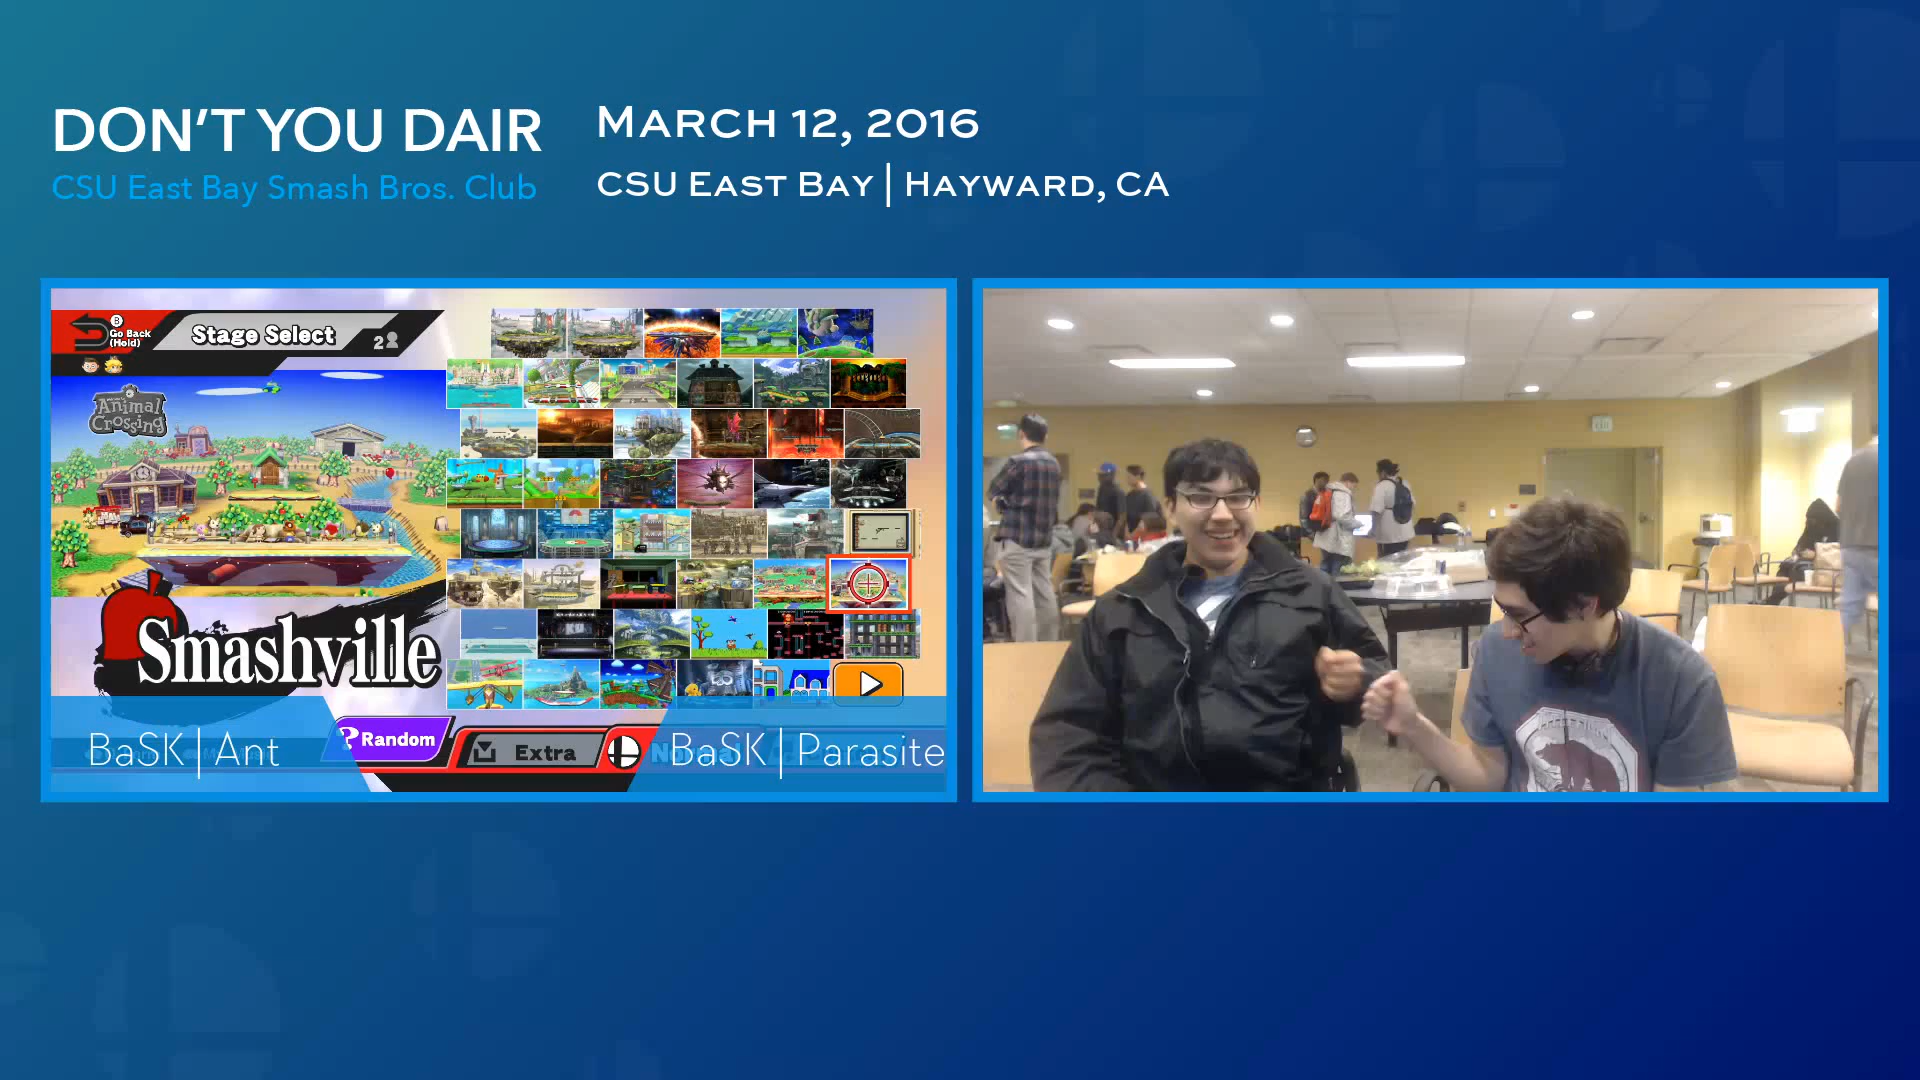 DON'T YOU DAIR
CSU East Bay Smash Bros. Club
MARCH 12, 2016
CSU EAST BAY | HAYWARD, CA
B
Go Back
(Hold)
Stage Select
2
Animal
Crossing
Smashville
BaSK | Ant
? Random
Extra
BaSK | Parasite